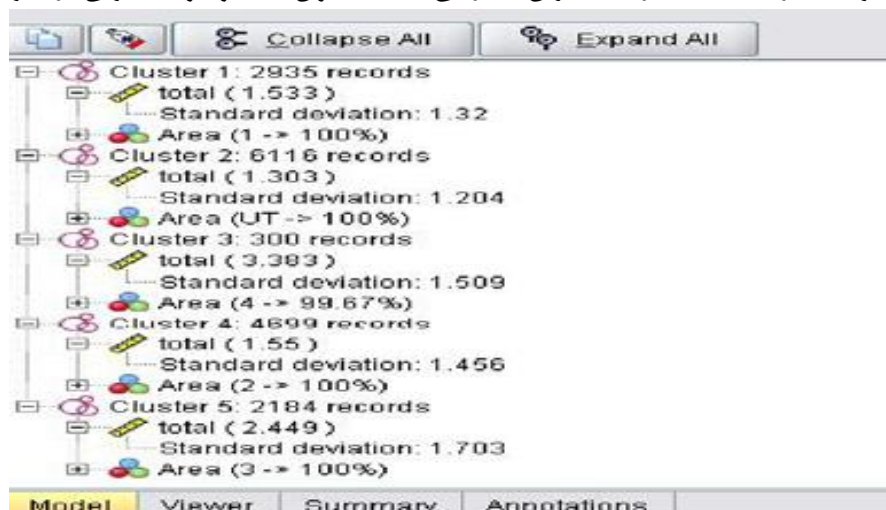 Collapse All Expand All
Cluster 1: 2935 records
total (1.533)
Standard deviation: 1.32
Area (1 -> 100%)
Cluster 2: 6116 records
total (1.303)
Standard deviation: 1.204
Area (UT -> 100%)
Cluster 3: 300 records
total (3.383)
Standard deviation: 1.509
Area (4 -> 99.67%)
Cluster 4: 4699 records
total (1.55)
Standard deviation: 1.456
Area (2 -> 100%)
Cluster 5: 2184 records
total (2.449)
Standard deviation: 1.703
Area (3 -> 100%)
Model Viewer Summary Annotations